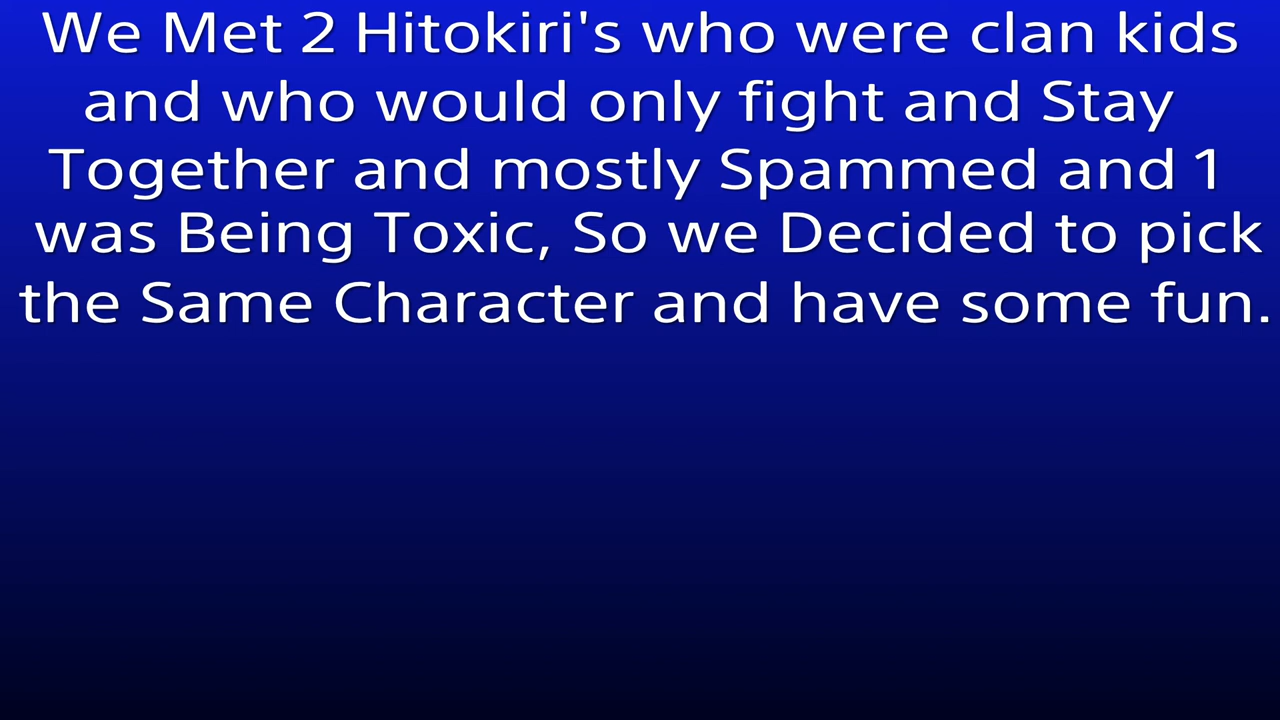 We Met 2 Hitokiri's who were clan kids
and who would only fight and Stay
Together and mostly Spammed and 1
was Being Toxic, So we Decided to pick
the Same Character and have some fun.